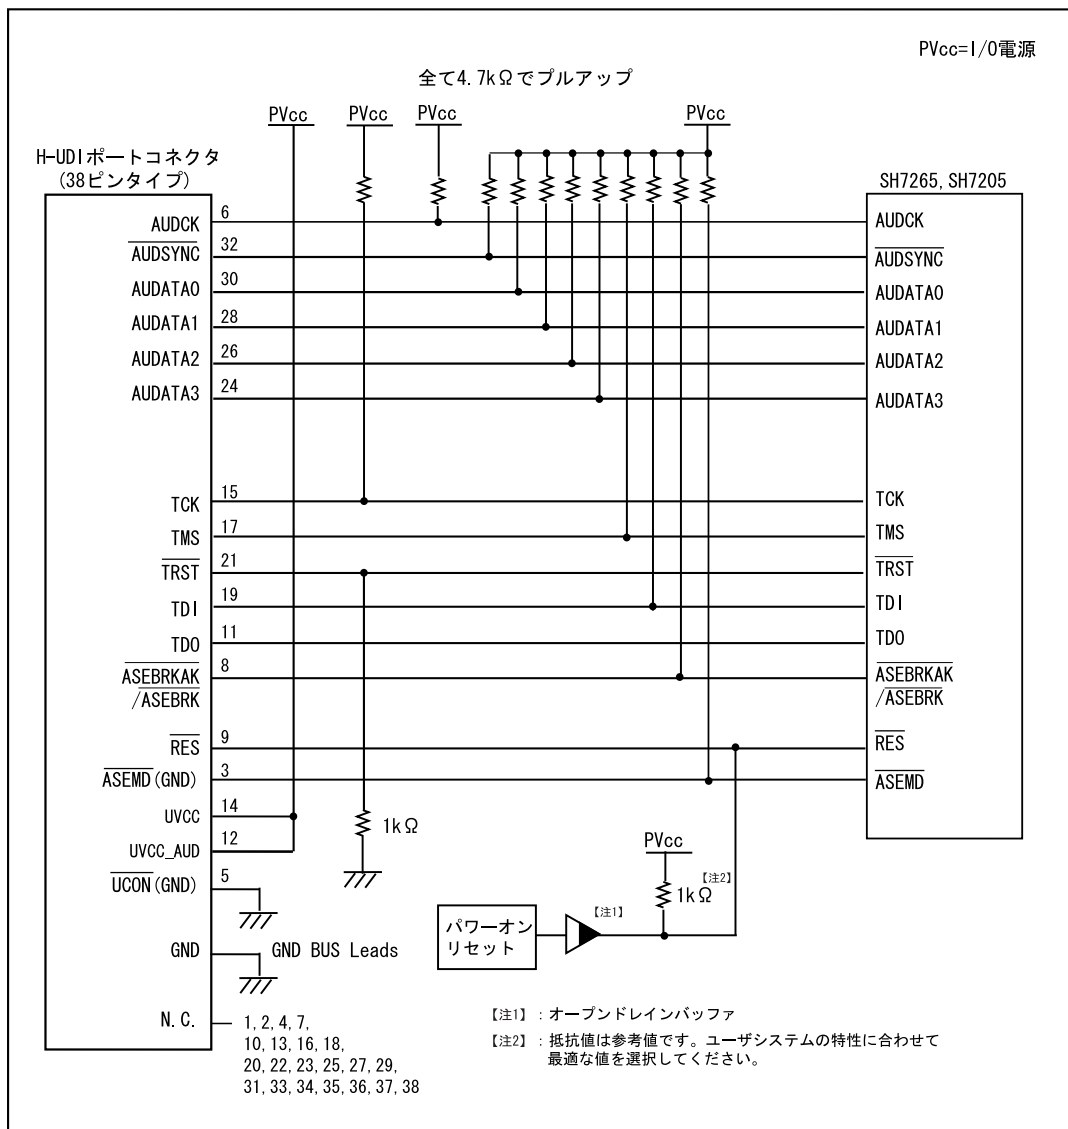 PVcc=I/O電源
全て4.7kΩでプルアップ
PVcc
PVcc
PVcc
PVcc
H-UDIポートコネクタ
(38ピンタイプ)
SH7265, SH7205
AUDCK
6
AUDCK
AUDSYNC
32
AUDSYNC
AUDATA0
30
AUDATA0
AUDATA1
28
AUDATA1
AUDATA2
26
AUDATA2
AUDATA3
24
AUDATA3
TCK
15
TCK
TMS
17
TMS
TRST
21
TRST
TDI
19
TDI
TDO
11
TDO
ASEBRKAK
/ASEBRK
8
ASEBRKAK
/ASEBRK
RES
9
RES
ASEMD(GND)
3
ASEMD
UVCC
14
1kΩ
UVCC_AUD
12
PVcc
UCON(GND)
5
1kΩ
【注2】
【注1】
パワーオン
リセット
GND
GND BUS Leads
N.C.
1, 2, 4, 7,
10, 13, 16, 18,
20, 22, 23, 25, 27, 29,
31, 33, 34, 35, 36, 37, 38
【注1】 : オープンドレインバッファ
【注2】 : 抵抗値は参考値です。ユーザシステムの特性に合わせて
最適な値を選択してください。